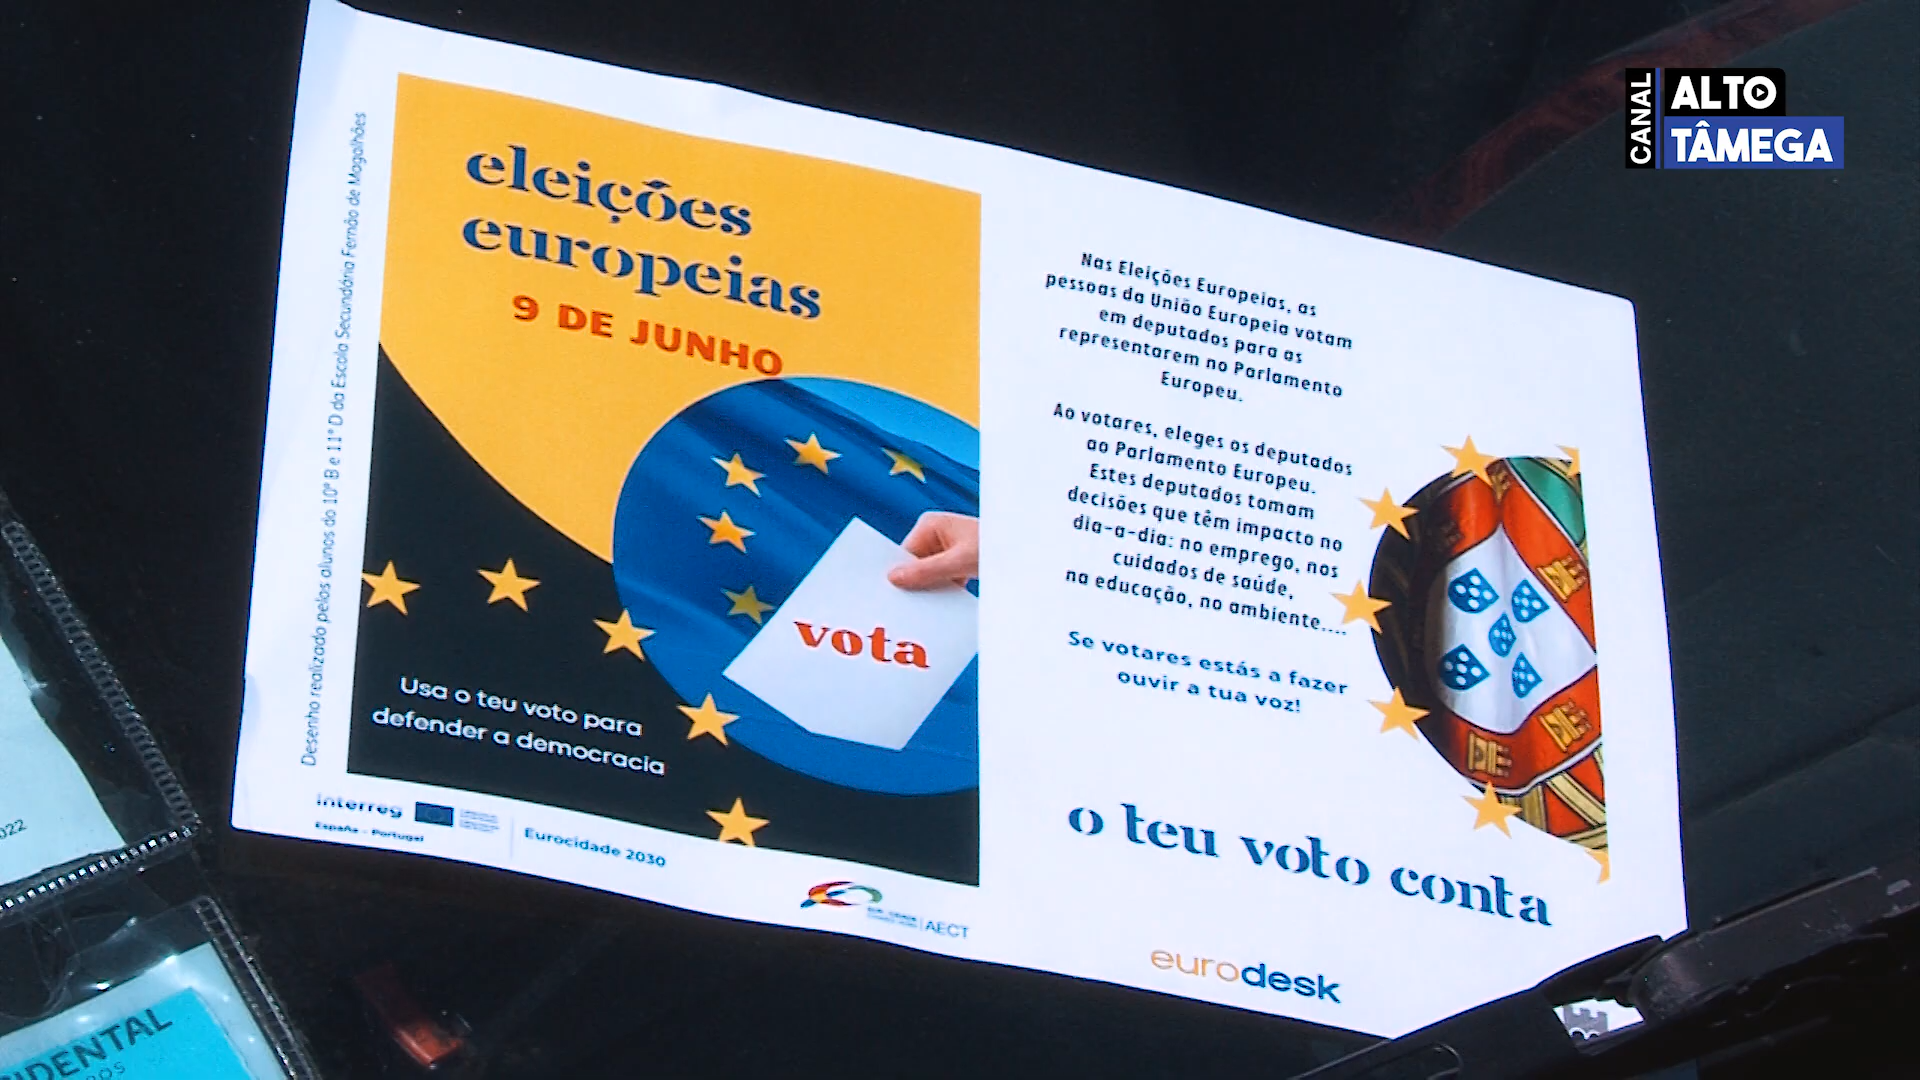 CANAL
ALTO
TÂMEGA
Desenho realizado pelos alunos do 10º B e 11º D da Escola Secundária Fernão de Magalhães
eleições
europeias
9 DE JUNHO
vota
Usa o teu voto para
defender a democracia
Interreg
España - Portugal
Eurocidade 2030
AECT
Nas Eleições Europeias, as
pessoas da União Europeia votam
em deputados para as
representarem no Parlamento
Europeu.
Ao votares, eleges os deputados
ao Parlamento Europeu.
Estes deputados tomam
decisões que têm impacto no
dia-a-dia: no emprego, nos
cuidados de saúde,
na educação, no ambiente....
Se votares estás a fazer
ouvir a tua voz!
o teu voto conta
eurodesk